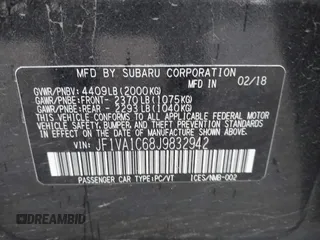 MFD BY SUBARU CORPORATION
MFD IN 02/18
GVWR/PNBV: 4409LB(2000KG)
GAWR/PNBE:FRONT- 2370LB(1075KG)
GAWR/PNBE:REAR - 2293LB(1040KG)
THIS VEHICLE CONFORMS TO ALL APPLICABLE FEDERAL MOTOR
VEHICLE SAFETY, BUMPER, AND THEFT PREVENTION
STANDARDS IN EFFECT ON THE DATE OF MANUFACTURE
SHOWN ABOVE.
JF1VA1C68J9832942
PASSENGER CAR TYPE:PC/VT ICES/NMB-002
DREAMBID